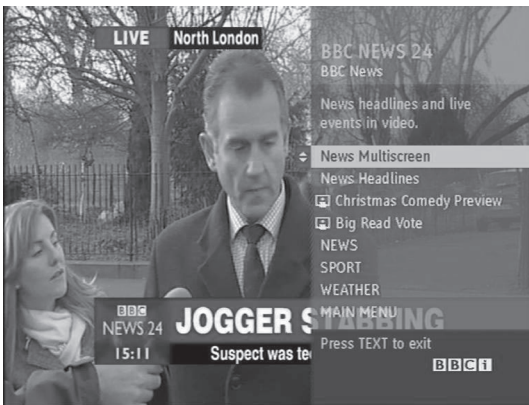 LIVE North London
BBC NEWS 24
BBC News
News headlines and live
events in video.
News Multiscreen
News Headlines
Christmas Comedy Preview
Big Read Vote
NEWS
SPORT
WEATHER
MAIN MENU
Press TEXT to exit
BBCi
BBC
NEWS 24
JOGGER STABBING
15:11
Suspect was